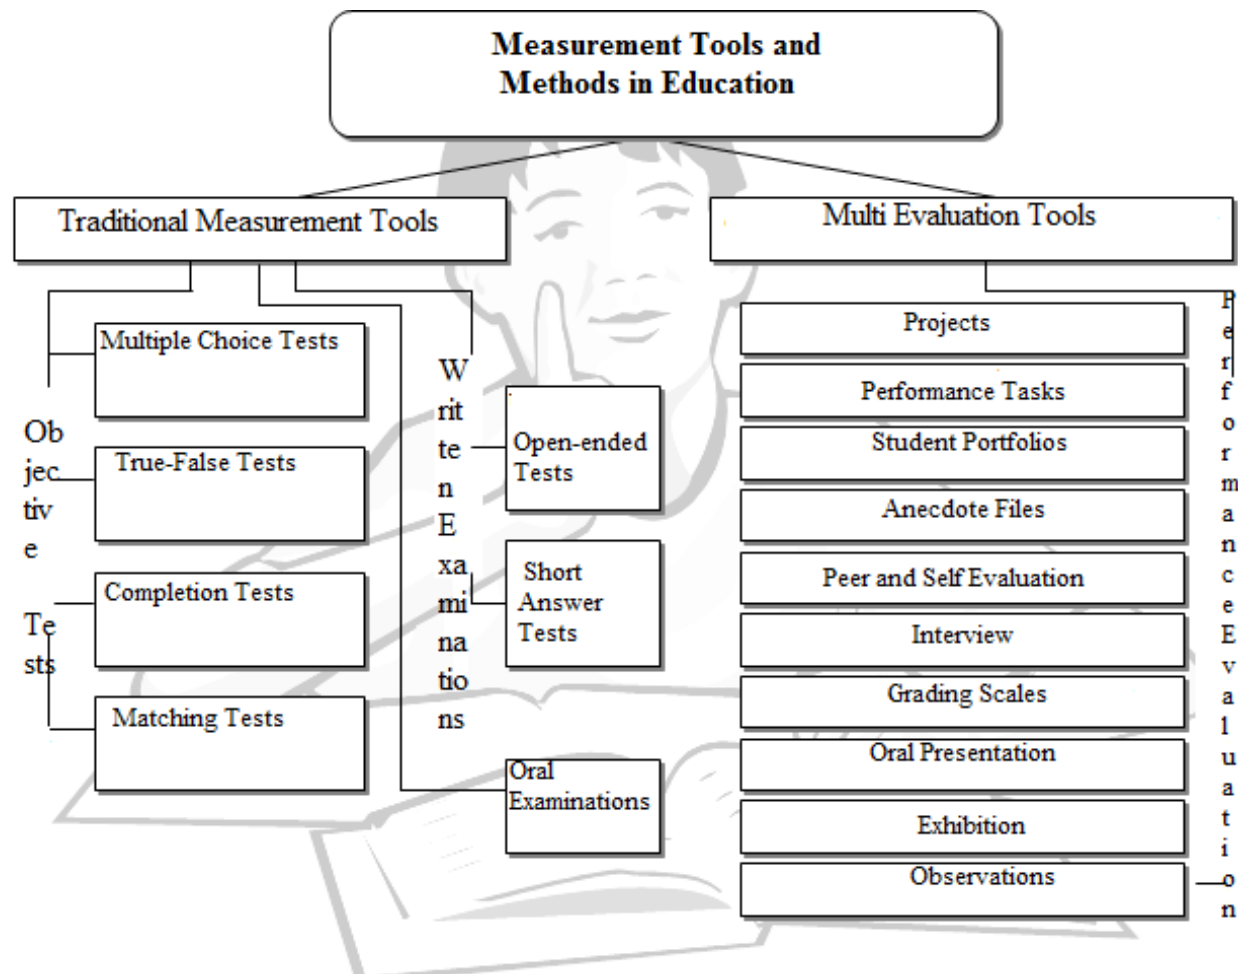 Measurement Tools and
Methods in Education
Traditional Measurement Tools
Multi Evaluation Tools
Ob
jec
tiv
e
Te
sts
Multiple Choice Tests
True-False Tests
Completion Tests
Matching Tests
W
rit
te
n
E
xa
mi
na
tio
ns
Open-ended
Tests
Short
Answer
Tests
Oral
Examinations
Projects
Performance Tasks
Student Portfolios
Anecdote Files
Peer and Self Evaluation
Interview
Grading Scales
Oral Presentation
Exhibition
Observations
P
e
r
f
o
r
m
a
n
c
e
E
v
a
l
u
a
t
i
o
n